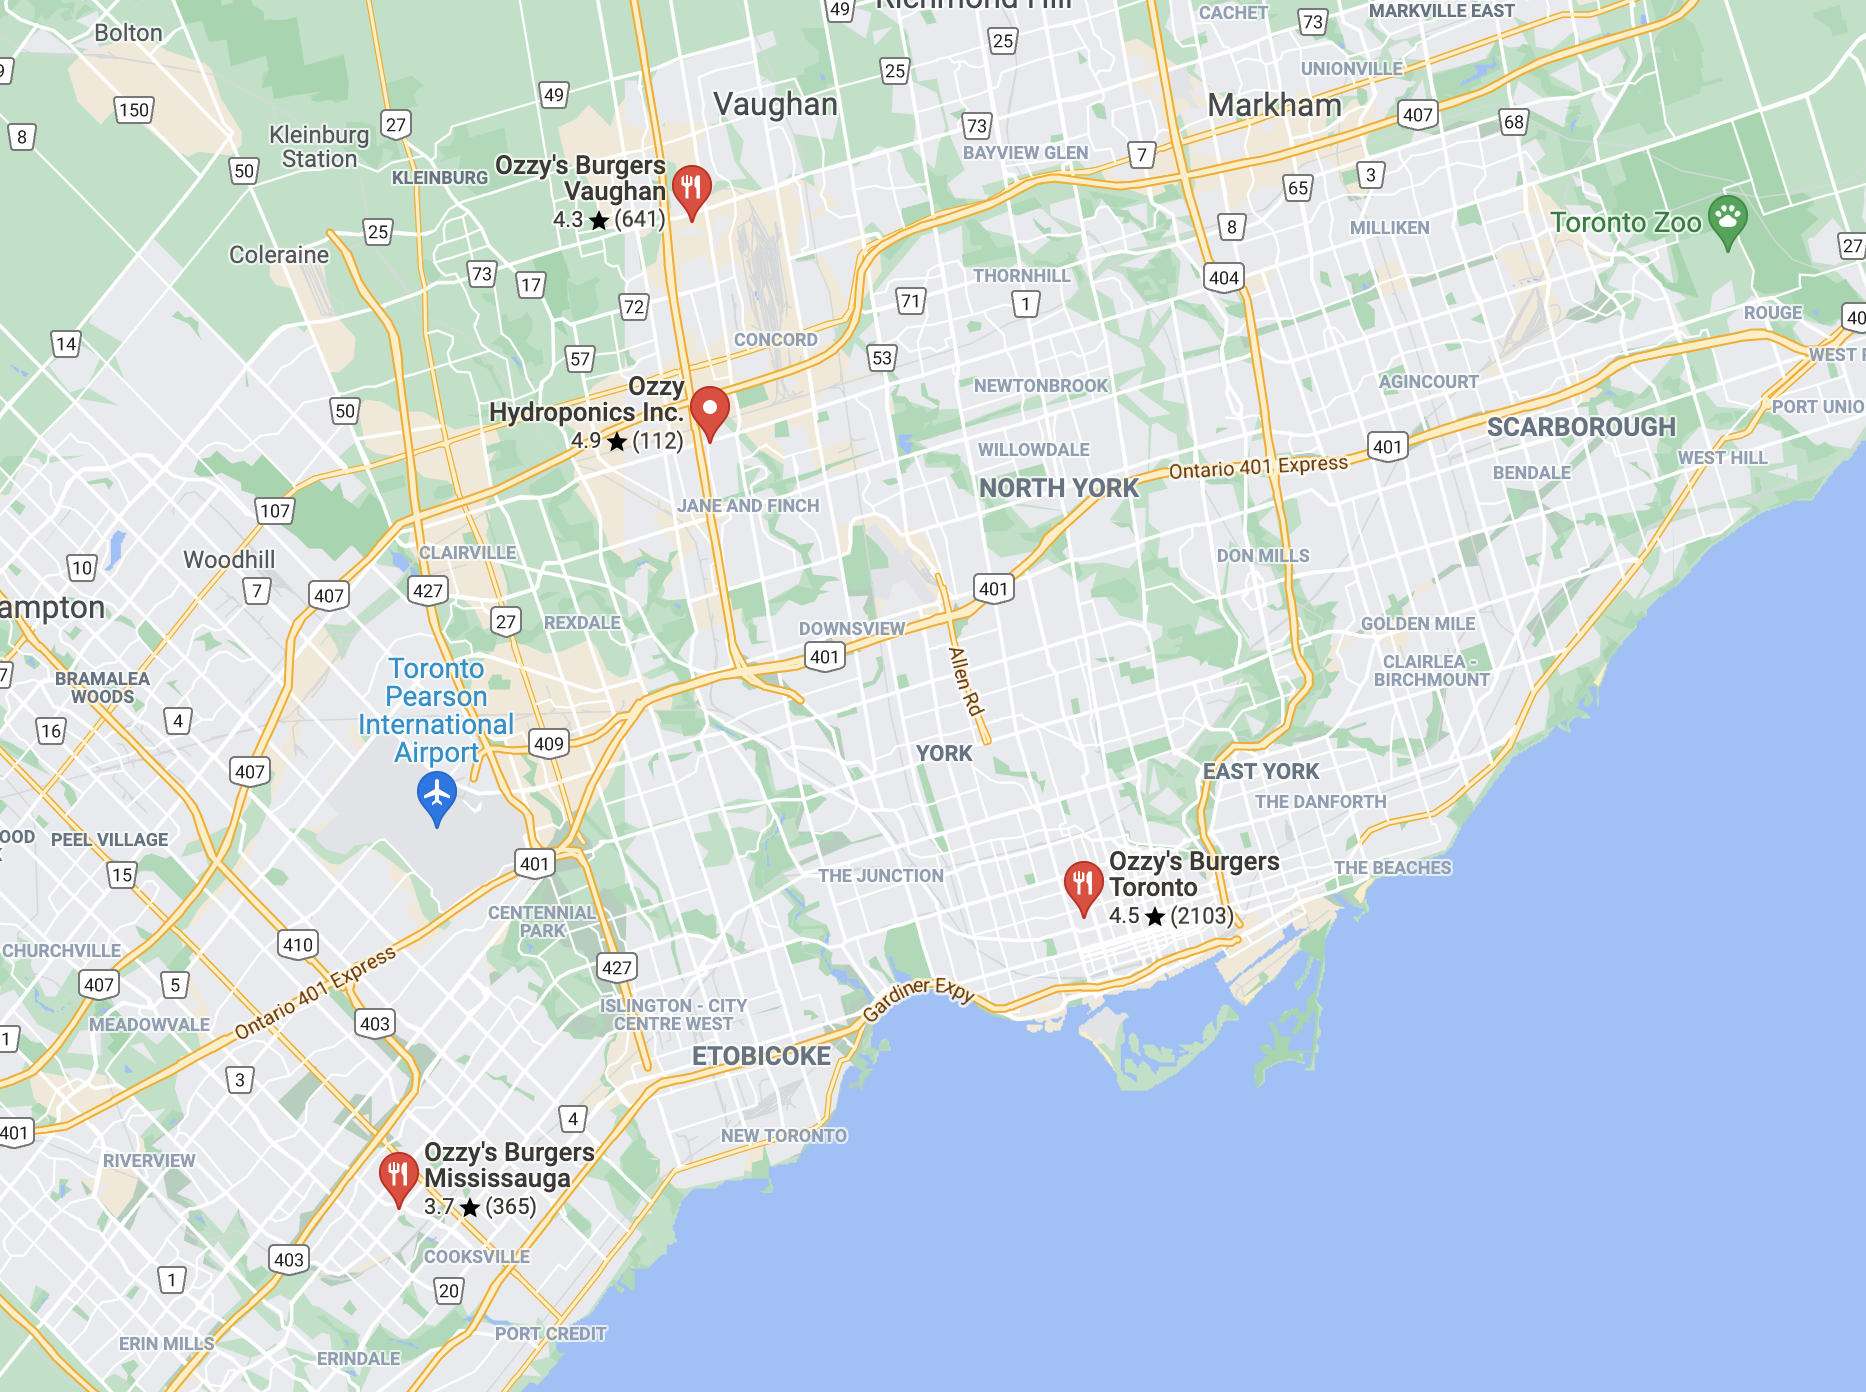 Richmond Hill
Bolton
49
CACHET
73
MARKVILLE EAST
25
9
25
UNIONVILLE
150
49
Vaughan
Markham
407
68
8
27
Kleinburg
Station
73
BAYVIEW GLEN
7
50
KLEINBURG
Ozzy's Burgers
Vaughan
4.3 ★ (641)
65
3
25
8
MILLIKEN
Toronto Zoo
27
Coleraine
73
17
THORNHILL
404
72
71
1
ROUGE
40
14
CONCORD
57
53
WEST R
50
Ozzy
Hydroponics Inc.
4.9 ★ (112)
NEWTONBROOK
AGINCOURT
PORT UNIO
SCARBOROUGH
WILLOWDALE
401
Ontario 401 Express
WEST HILL
BENDALE
NORTH YORK
107
JANE AND FINCH
Woodhill
CLAIRVILLE
DON MILLS
10
7
407
427
401
ampton
27
REXDALE
DOWNSVIEW
GOLDEN MILE
401
Allen Rd
CLAIRLEA -
BIRCHMOUNT
7
BRAMALEA
WOODS
Toronto
Pearson
International
Airport
16
4
409
YORK
407
EAST YORK
THE DANFORTH
OOD
K
PEEL VILLAGE
15
401
THE JUNCTION
Ozzy's Burgers
Toronto
4.5 ★ (2103)
THE BEACHES
CENTENNIAL
PARK
CHURCHVILLE
410
427
407
5
Ontario 401 Express
Gardiner Expy
ISLINGTON - CITY
CENTRE WEST
MEADOWVALE
403
1
ETOBICOKE
3
4
401
NEW TORONTO
RIVERVIEW
Ozzy's Burgers
Mississauga
3.7 ★ (365)
403
COOKSVILLE
1
20
PORT CREDIT
ERIN MILLS
ERINDALE